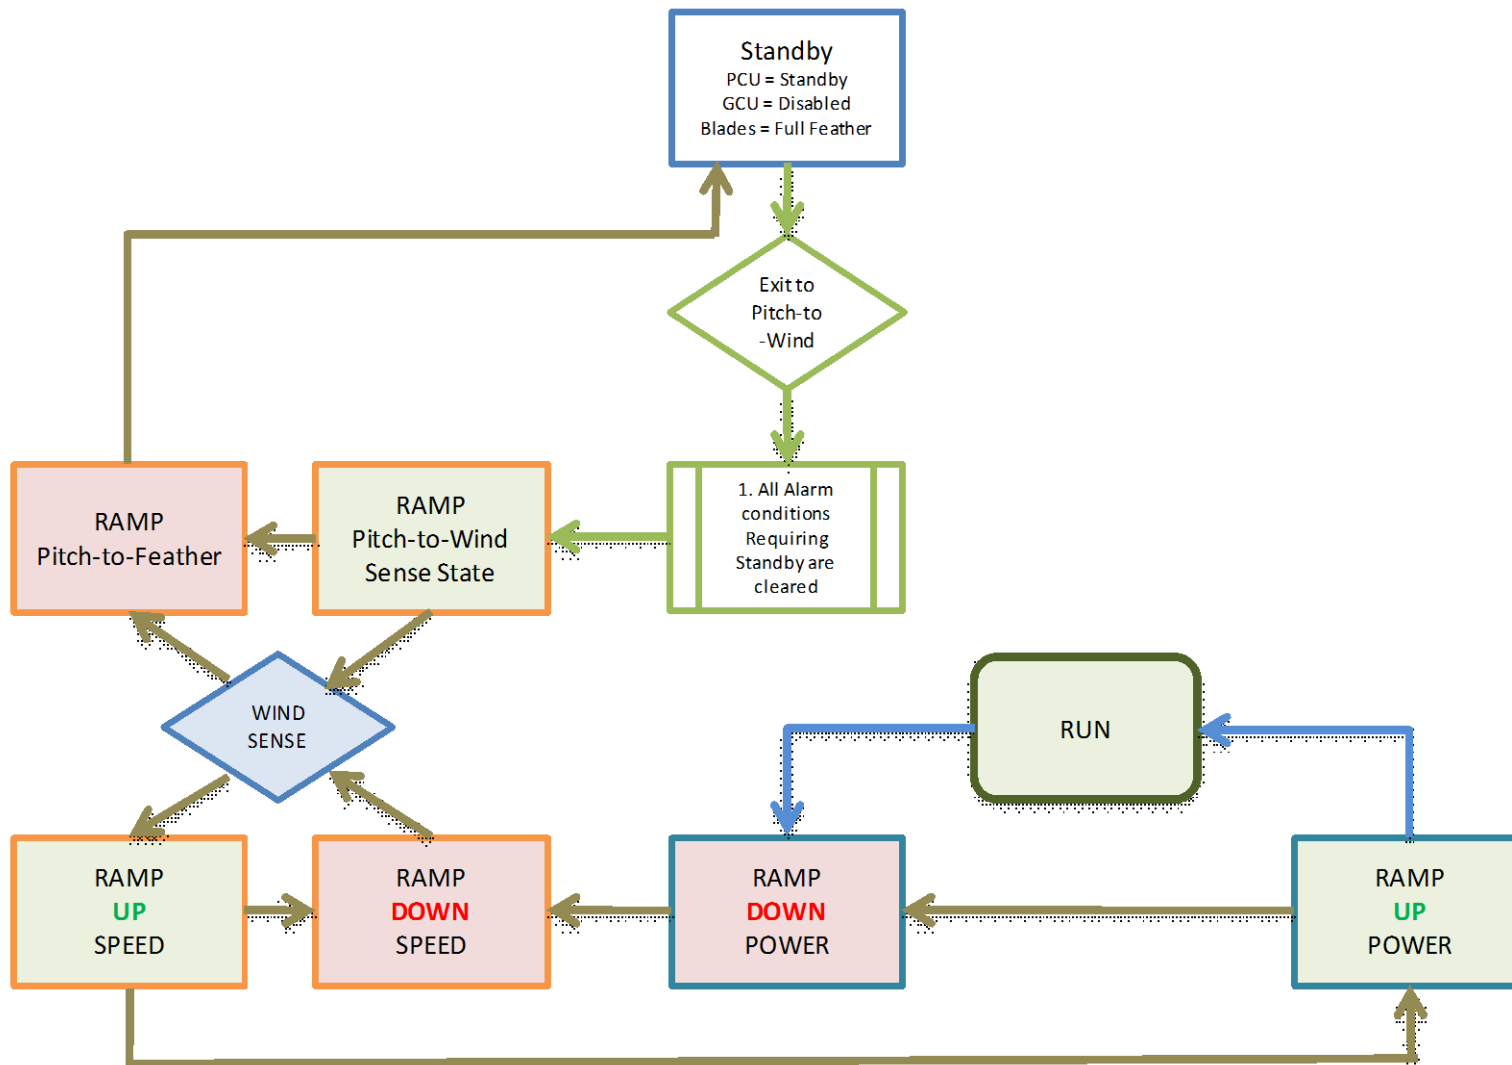 Standby
PCU = Standby
GCU = Disabled
Blades = Full Feather
Exit to
Pitch-to
-Wind
RAMP
Pitch-to-Feather
RAMP
Pitch-to-Wind
Sense State
1. All Alarm
conditions
Requiring
Standby are
cleared
WIND
SENSE
RUN
RAMP
UP
SPEED
RAMP
DOWN
SPEED
RAMP
DOWN
POWER
RAMP
UP
POWER